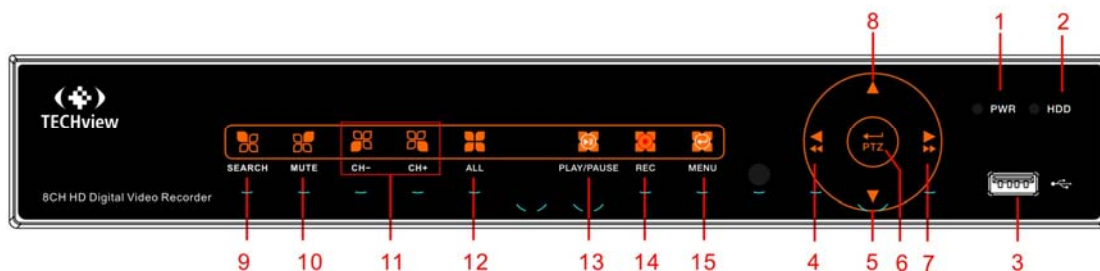 8 1 2
TECHview
PWR HDD
SEARCH MUTE CH- CH+ ALL PLAY/PAUSE REC MENU
PTZ
8CH HD Digital Video Recorder
9 10 11 12 13 14 15 4 5 6 7 3